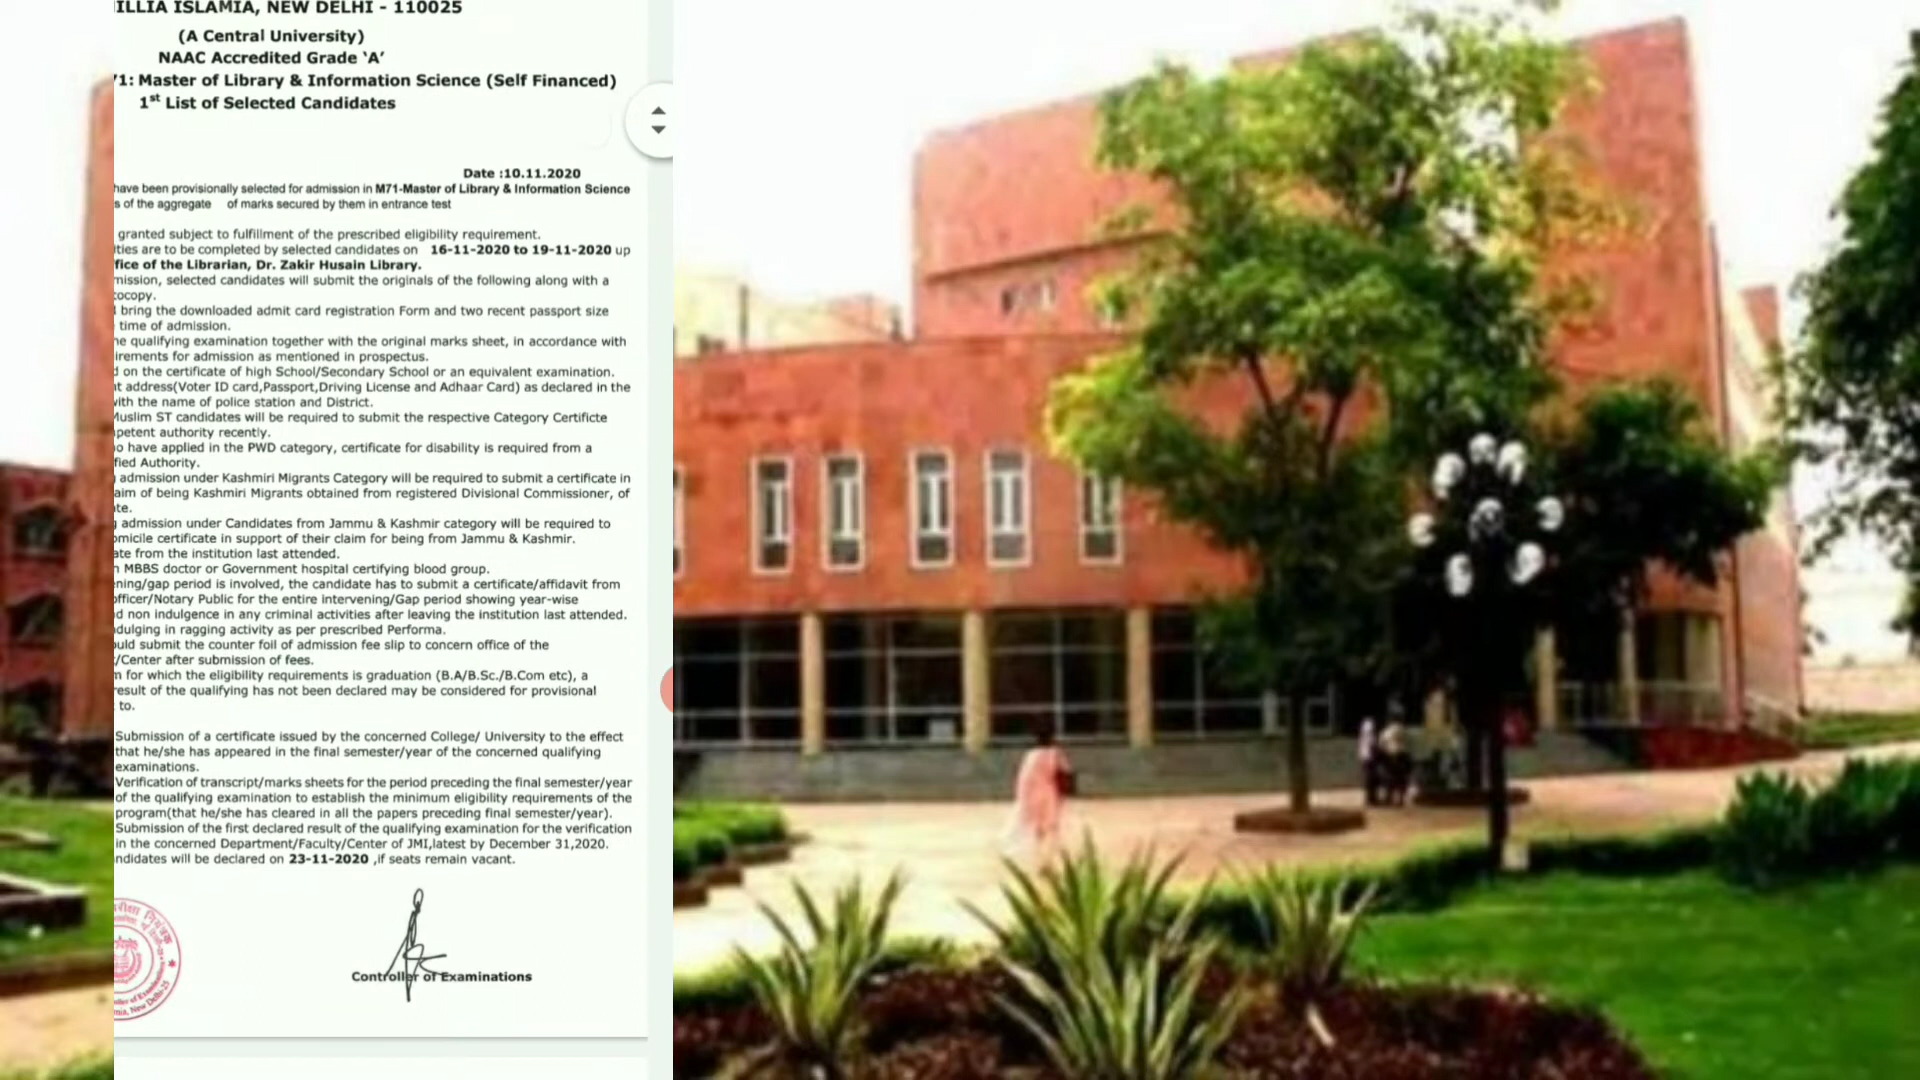 ILLIA ISLAMIA, NEW DELHI - 110025
(A Central University)
NAAC Accredited Grade ‘A’
71: Master of Library & Information Science (Self Financed)
1st List of Selected Candidates
Date :10.11.2020
have been provisionally selected for admission in M71-Master of Library & Information Science
s of the aggregate of marks secured by them in entrance test
granted subject to fulfillment of the prescribed eligibility requirement.
ities are to be completed by selected candidates on 16-11-2020 to 19-11-2020 up
ffice of the Librarian, Dr. Zakir Husain Library.
mission, selected candidates will submit the originals of the following along with a
tocopy.
bring the downloaded admit card registration Form and two recent passport size
time of admission.
he qualifying examination together with the original marks sheet, in accordance with
irements for admission as mentioned in prospectus.
d on the certificate of high School/Secondary School or an equivalent examination.
t address(Voter ID card,Passport,Driving License and Adhaar Card) as declared in the
with the name of police station and District.
Muslim ST candidates will be required to submit the respective Category Certificte
petent authority recently.
o have applied in the PWD category, certificate for disability is required from a
fied Authority.
admission under Kashmiri Migrants Category will be required to submit a certificate in
aim of being Kashmiri Migrants obtained from registered Divisional Commissioner, of
te.
admission under Candidates from Jammu & Kashmir category will be required to
omicile certificate in support of their claim for being from Jammu & Kashmir.
ate from the institution last attended.
MBBS doctor or Government hospital certifying blood group.
ning/gap period is involved, the candidate has to submit a certificate/affidavit from
officer/Notary Public for the entire Intervening/Gap period showing year-wise
d non indulgence in any criminal activities after leaving the institution last attended.
dulging in ragging activity as per prescribed Performa.
ould submit the counter foil of admission fee slip to concern office of the
/Center after submission of fees.
m for which the eligibility requirements is graduation (B.A/B.Sc./B.Com etc), a
result of the qualifying has not been declared may be considered for provisional
to.
Submission of a certificate issued by the concerned College/ University to the effect
that he/she has appeared in the final semester/year of the concerned qualifying
examinations.
Verification of transcript/marks sheets for the period preceding the final semester/year
of the qualifying examination to establish the minimum eligibility requirements of the
program(that he/she has cleared in all the papers preceding final semester/year).
Submission of the first declared result of the qualifying examination for the verification
in the concerned Department/Faculty/Center of JMI,latest by December 31,2020.
ndidates will be declared on 23-11-2020 ,if seats remain vacant.
Controller of Examinations